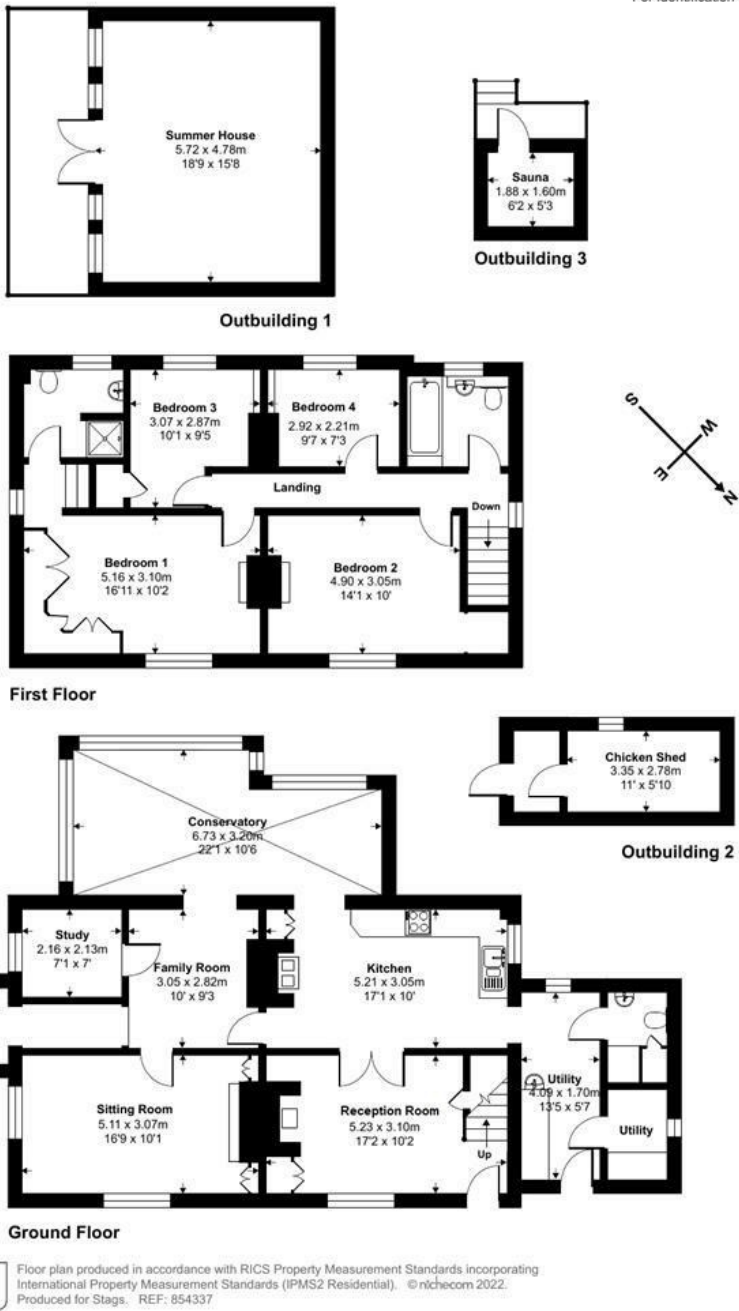 Summer House
5.72 x 4.78m
18'9 x 15'8
Outbuilding 1
Sauna
1.88 x 1.60m
6'2 x 5'3
Outbuilding 3
Bedroom 3
3.07 x 2.87m
10'1 x 9'5
Bedroom 4
2.92 x 2.21m
9'7 x 7'3
Landing
Down
Bedroom 1
5.16 x 3.10m
16'11 x 10'2
Bedroom 2
4.90 x 3.05m
14'1 x 10'
First Floor
S
W
E
N
Chicken Shed
3.35 x 2.78m
11' x 5'10
Outbuilding 2
Conservatory
6.73 x 3.20m
22'1 x 10'6
Study
2.16 x 2.13m
7'1 x 7'
Family Room
3.05 x 2.82m
10' x 9'3
Kitchen
5.21 x 3.05m
17'1 x 10'
Sitting Room
5.11 x 3.07m
16'9 x 10'1
Reception Room
5.23 x 3.10m
17'2 x 10'2
Up
Utility
4.09 x 1.70m
13'5 x 5'7
Utility
Ground Floor
Floor plan produced in accordance with RICS Property Measurement Standards incorporating
International Property Measurement Standards (IPMS2 Residential). © nichecom 2022.
Produced for Stags. REF: 854337